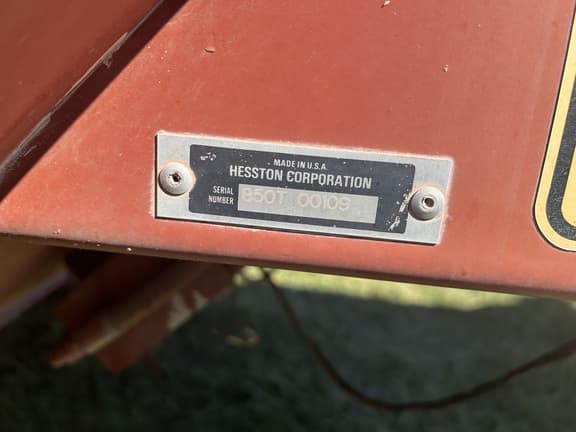 MADE IN U.S.A.
HESSTON CORPORATION
SERIAL NUMBER 850T 00109